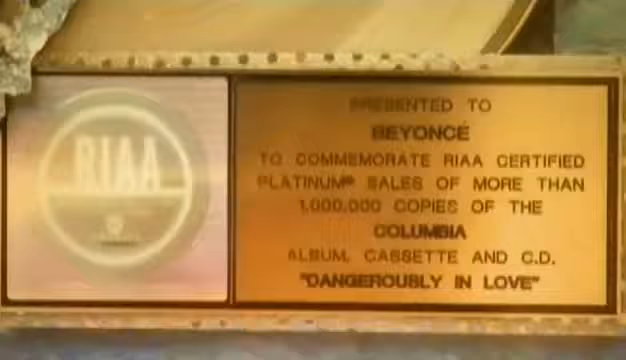 RIAA
PRESENTED TO
BEYONCÉ
TO COMMEMORATE RIAA CERTIFIED
PLATINUM® SALES OF MORE THAN
1,000,000 COPIES OF THE
COLUMBIA
ALBUM, CASSETTE AND C.D.
"DANGEROUSLY IN LOVE"